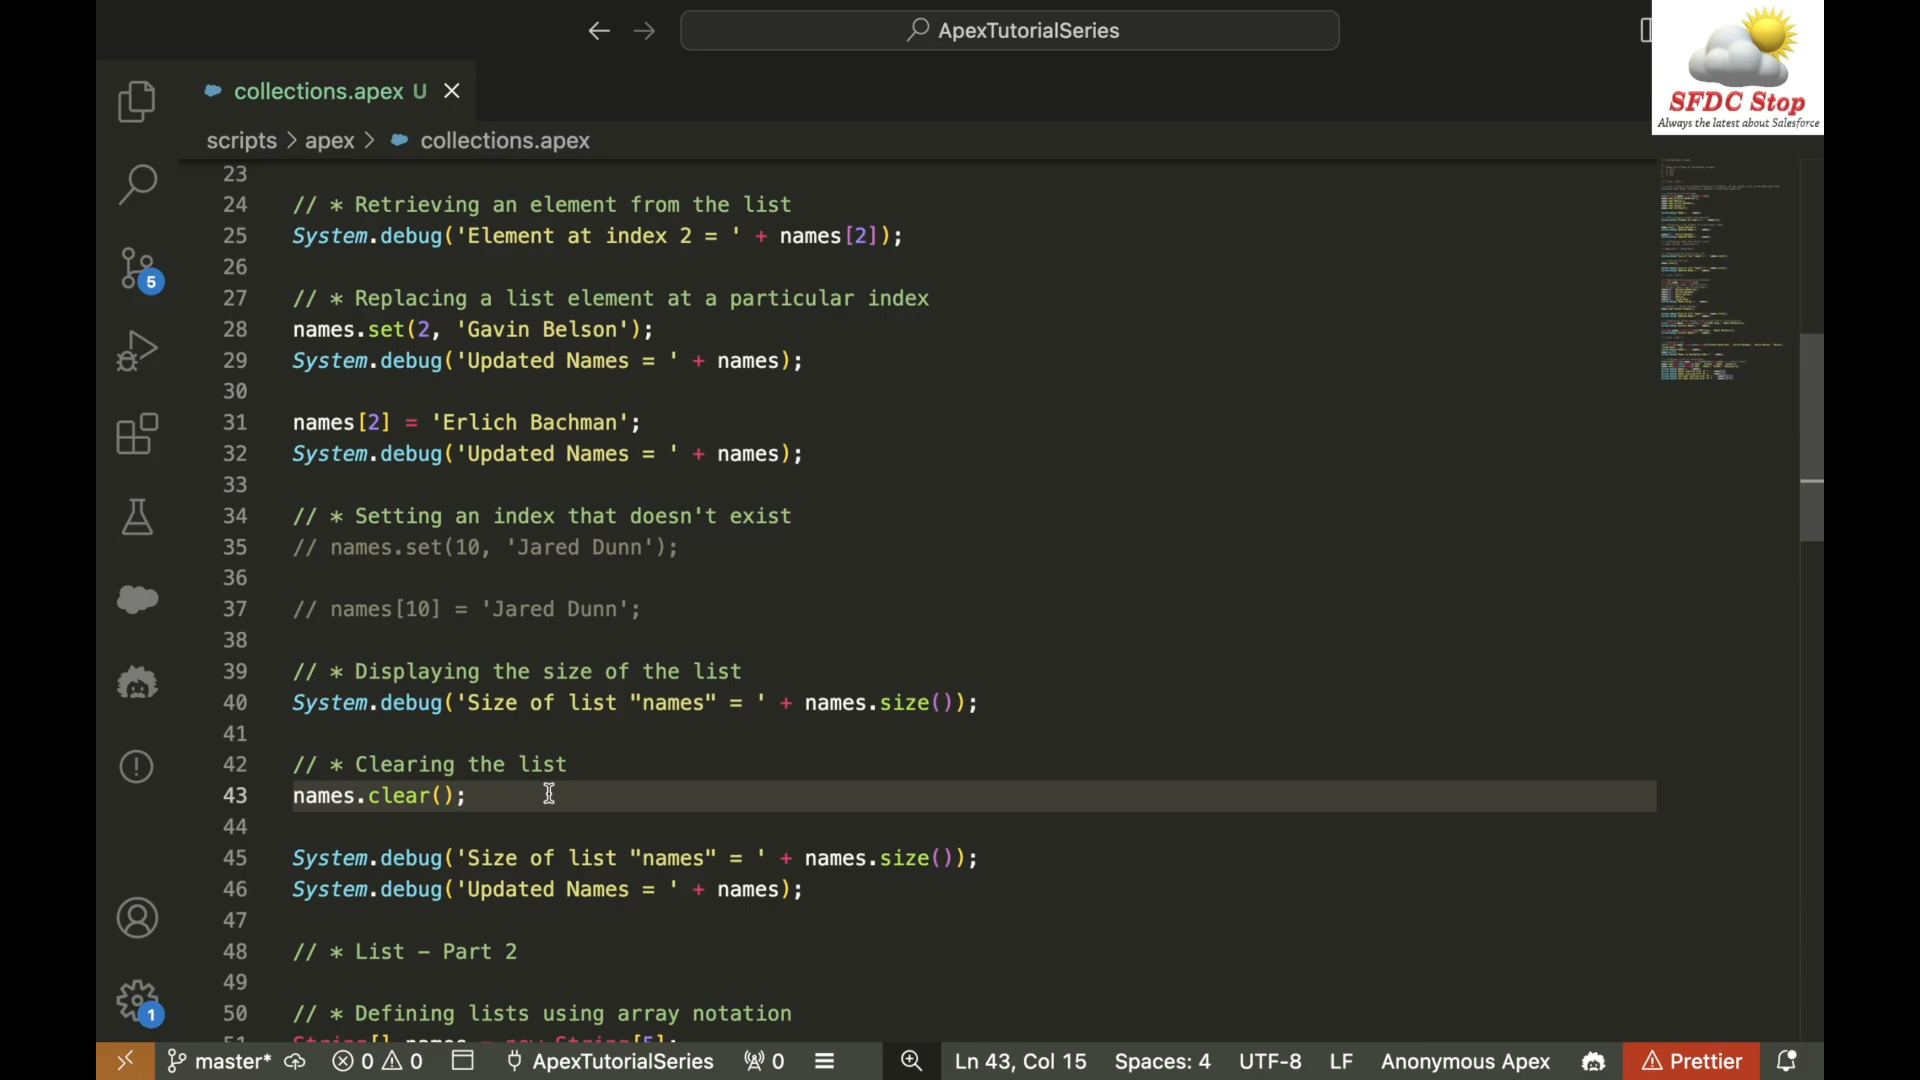 ApexTutorialSeries
SFDC Stop
Always the latest about Salesforce
collections.apex U
scripts > apex > collections.apex
23
24 // * Retrieving an element from the list
25 System.debug('Element at index 2 = ' + names[2]);
26
27 // * Replacing a list element at a particular index
28 names.set(2, 'Gavin Belson');
29 System.debug('Updated Names = ' + names);
30
31 names[2] = 'Erlich Bachman';
32 System.debug('Updated Names = ' + names);
33
34 // * Setting an index that doesn't exist
35 // names.set(10, 'Jared Dunn');
36
37 // names[10] = 'Jared Dunn';
38
39 // * Displaying the size of the list
40 System.debug('Size of list "names" = ' + names.size());
41
42 // * Clearing the list
43 names.clear();
44
45 System.debug('Size of list "names" = ' + names.size());
46 System.debug('Updated Names = ' + names);
47
48 // * List – Part 2
49
50 // * Defining lists using array notation
51 String[] names = new String[5];
5
1
master* 0 0 ApexTutorialSeries 0 Ln 43, Col 15 Spaces: 4 UTF-8 LF Anonymous Apex Prettier